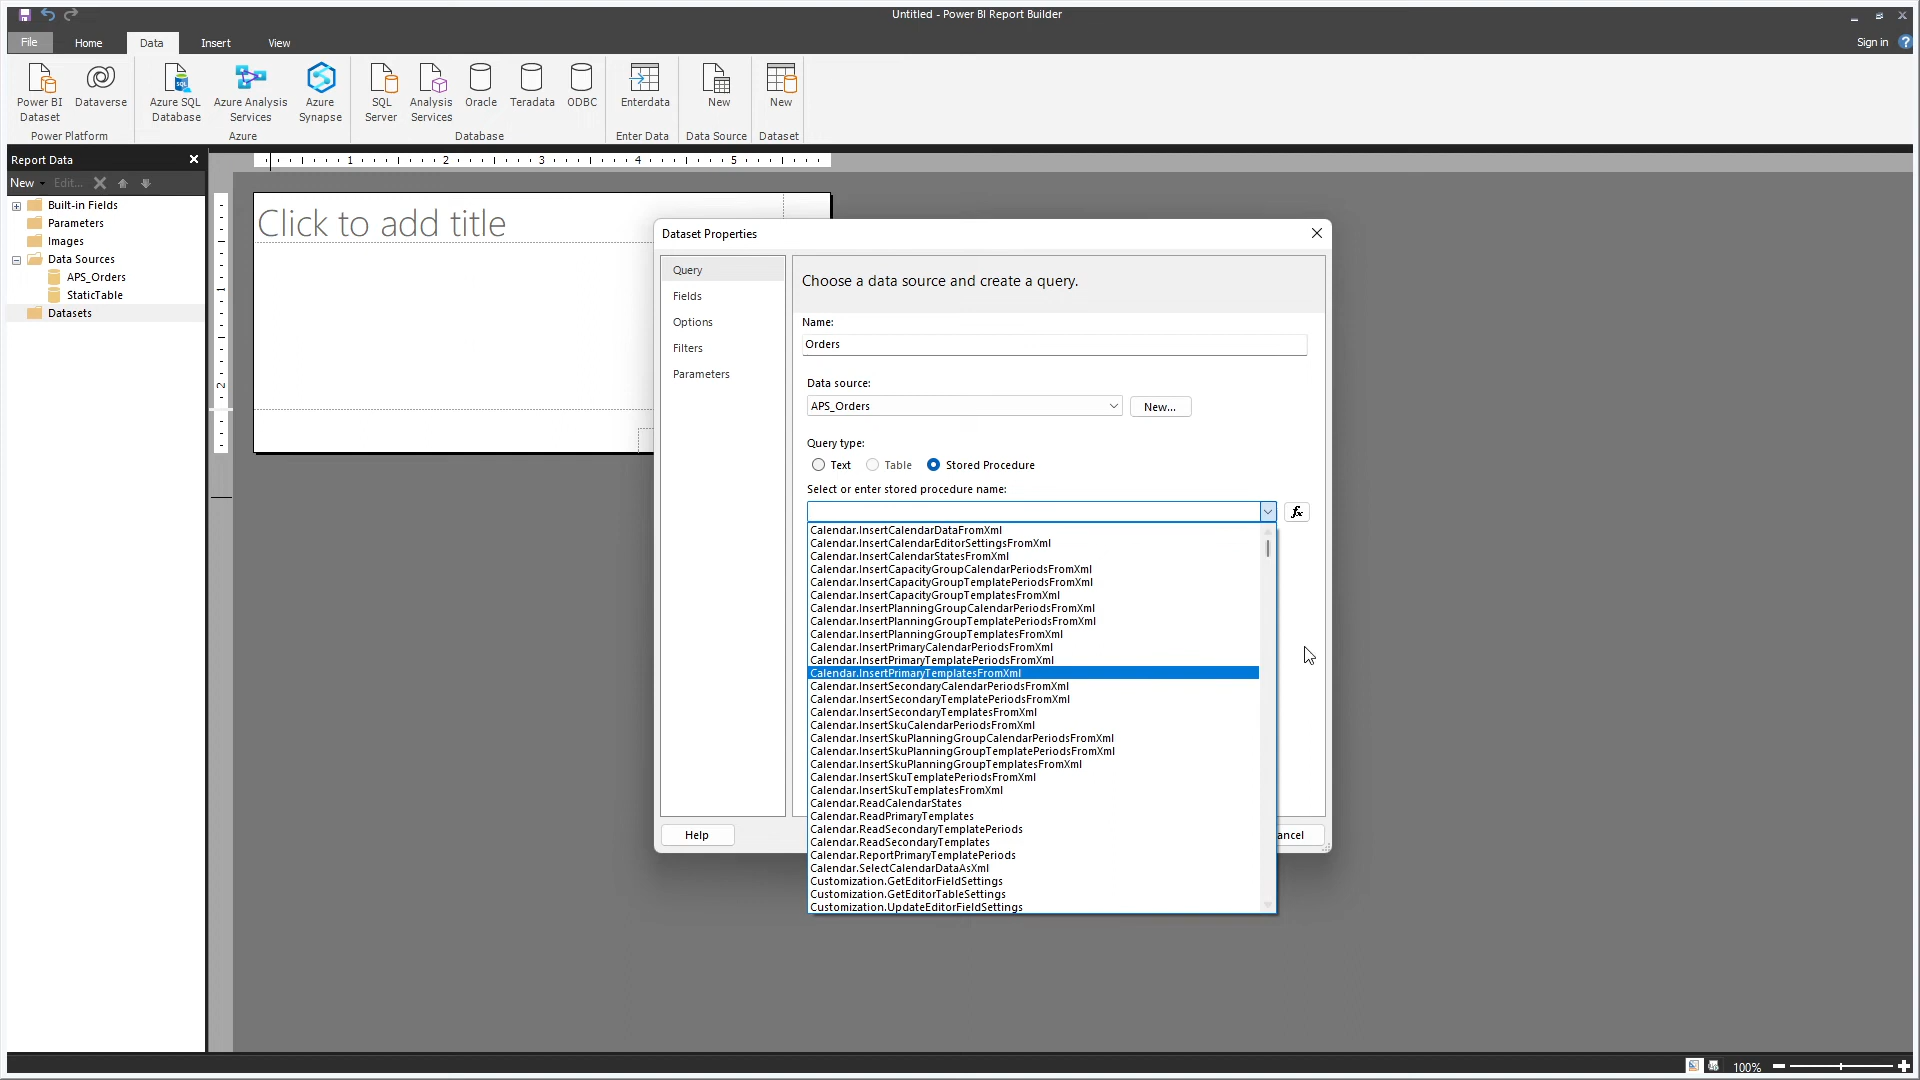 Untitled - Power BI Report Builder
File
Home
Data
Insert
View
Sign in
?
Power BI
Dataset
Dataverse
Power Platform
Azure SQL
Database
Azure Analysis
Services
Azure
Synapse
Azure
SQL
Server
Analysis
Services
Oracle
Teradata
ODBC
Database
Enterdata
Enter Data
New
Data Source
New
Dataset
Report Data
New
Edit...
Built-in Fields
Parameters
Images
Data Sources
APS_Orders
StaticTable
Datasets
1 2 3 4 5
1
2
Click to add title
Dataset Properties
Query
Fields
Options
Filters
Parameters
Choose a data source and create a query.
Name:
Orders
Data source:
APS_Orders
New...
Query type:
Text
Table
Stored Procedure
Select or enter stored procedure name:
fx
Calendar.InsertCalendarDataFromXml
Calendar.InsertCalendarEditorSettingsFromXml
Calendar.InsertCalendarStatesFromXml
Calendar.InsertCapacityGroupCalendarPeriodsFromXml
Calendar.InsertCapacityGroupTemplatePeriodsFromXml
Calendar.InsertCapacityGroupTemplatesFromXml
Calendar.InsertPlanningGroupCalendarPeriodsFromXml
Calendar.InsertPlanningGroupTemplatePeriodsFromXml
Calendar.InsertPlanningGroupTemplatesFromXml
Calendar.InsertPrimaryCalendarPeriodsFromXml
Calendar.InsertPrimaryTemplatePeriodsFromXml
Calendar.InsertPrimaryTemplatesFromXml
Calendar.InsertSecondaryCalendarPeriodsFromXml
Calendar.InsertSecondaryTemplatePeriodsFromXml
Calendar.InsertSecondaryTemplatesFromXml
Calendar.InsertSkuCalendarPeriodsFromXml
Calendar.InsertSkuPlanningGroupCalendarPeriodsFromXml
Calendar.InsertSkuPlanningGroupTemplatePeriodsFromXml
Calendar.InsertSkuPlanningGroupTemplatesFromXml
Calendar.InsertSkuTemplatePeriodsFromXml
Calendar.InsertSkuTemplatesFromXml
Calendar.ReadCalendarStates
Calendar.ReadPrimaryTemplates
Calendar.ReadSecondaryTemplatePeriods
Calendar.ReadSecondaryTemplates
Calendar.ReportPrimaryTemplatePeriods
Calendar.SelectCalendarDataAsXml
Customization.GetEditorFieldSettings
Customization.GetEditorTableSettings
Customization.UpdateEditorFieldSettings
Help
ancel
100%